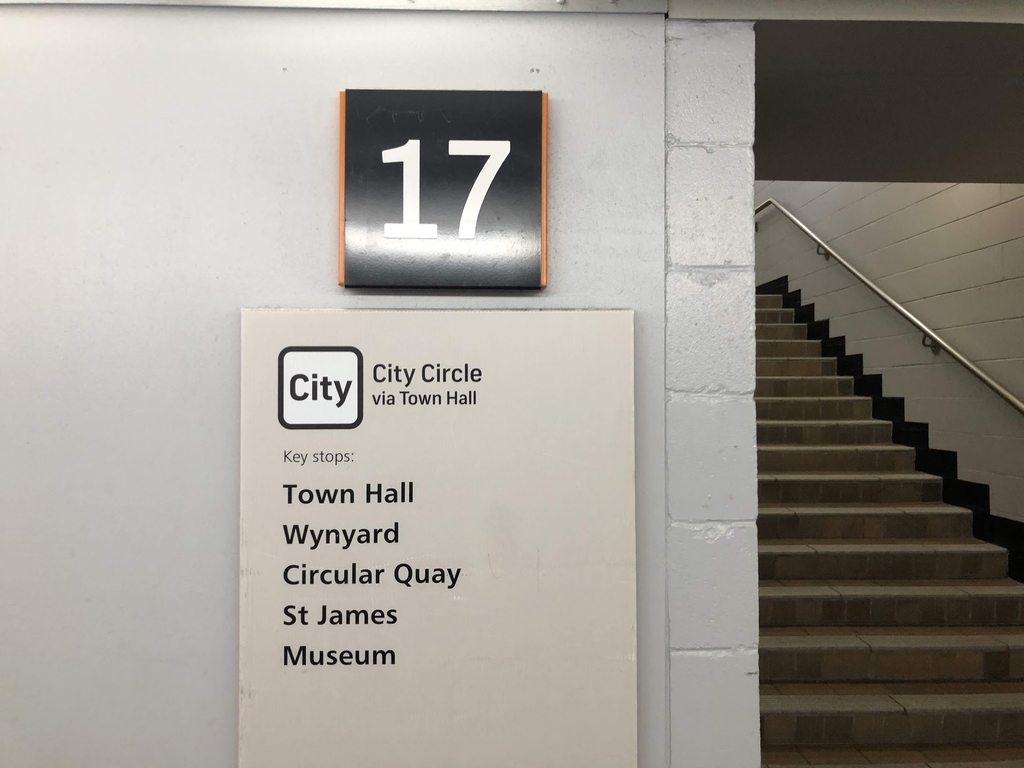 17
City
City Circle
via Town Hall
Key stops:
Town Hall
Wynyard
Circular Quay
St James
Museum